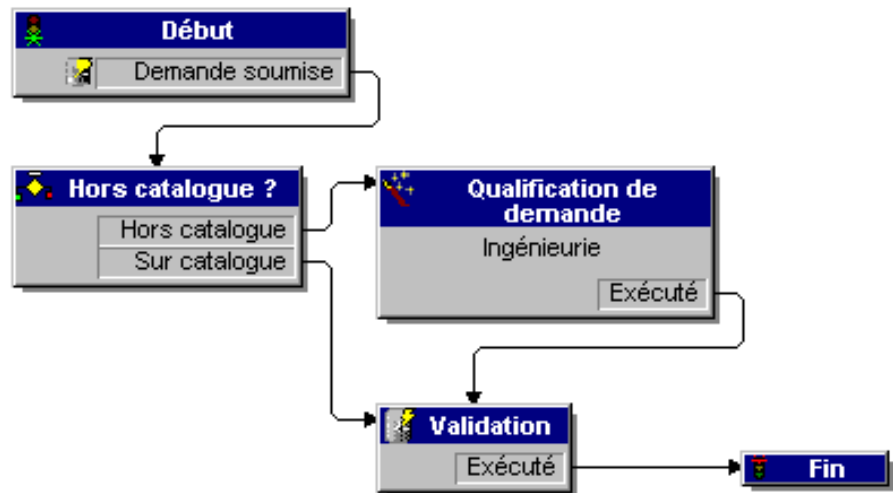 Début
Demande soumise
Hors catalogue ?
Hors catalogue
Sur catalogue
Qualification de
demande
Ingénieurie
Exécuté
Validation
Exécuté
Fin